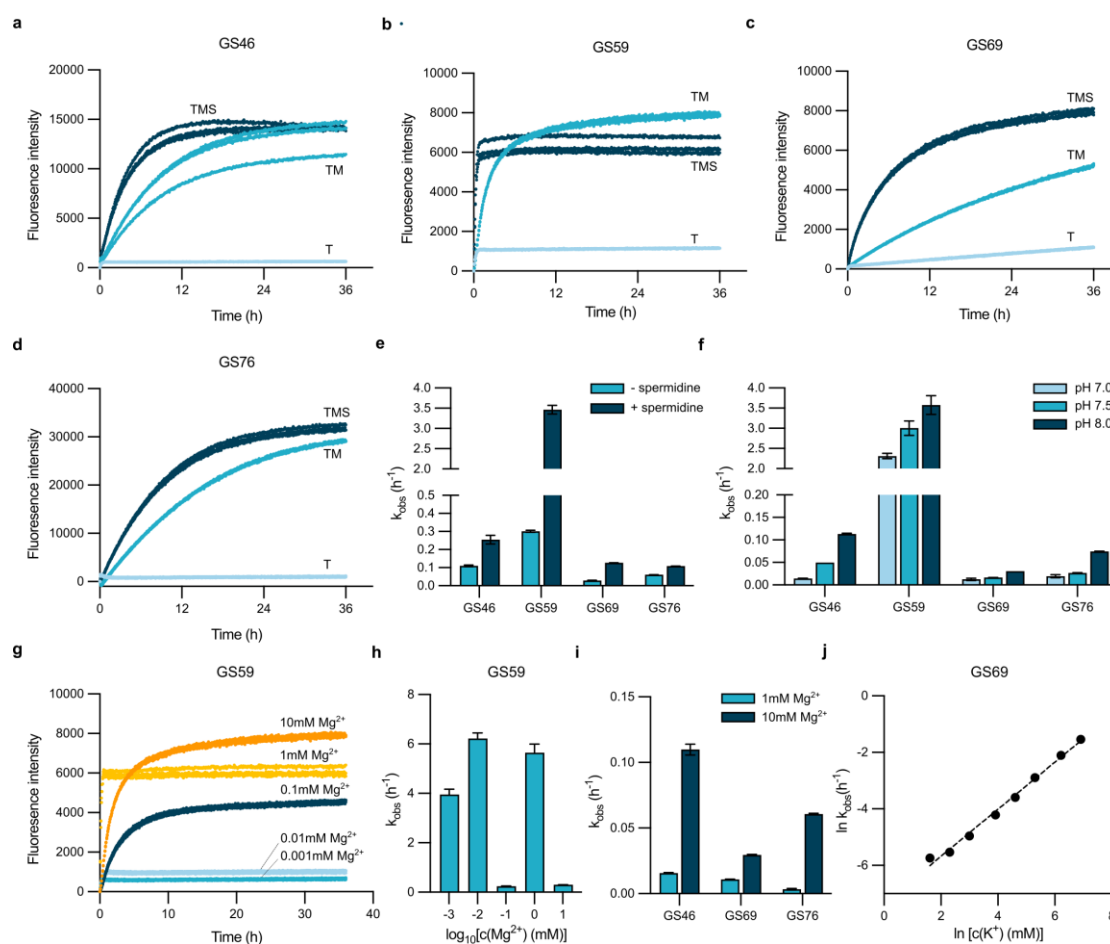 a
GS46
Fluoresence intensity
20000
15000
10000
5000
0
TMS
TM
T
0 12 24 36
Time (h)
b
GS59
Fluoresence intensity
10000
8000
6000
4000
2000
0
TM
TMS
T
0 12 24 36
Time (h)
c
GS69
Fluoresence intensity
10000
8000
6000
4000
2000
0
TMS
TM
T
0 12 24 36
Time (h)
d
GS76
Fluoresence intensity
40000
30000
20000
10000
0
TMS
TM
T
0 12 24 36
Time (h)
e
- spermidine
+ spermidine
kobs (h-1)
4.0
3.5
3.0
2.5
2.0
0.5
0.4
0.3
0.2
0.1
0.0
GS46 GS59 GS69 GS76
f
pH 7.0
pH 7.5
pH 8.0
kobs (h-1)
4.0
3.5
3.0
2.5
2.0
0.20
0.15
0.10
0.05
0.00
GS46 GS59 GS69 GS76
g
GS59
Fluoresence intensity
10000
8000
6000
4000
2000
0
10mM Mg2+
1mM Mg2+
0.1mM Mg2+
0.01mM Mg2+
0.001mM Mg2+
0 10 20 30 40
Time (h)
h
GS59
kobs (h-1)
8
6
4
2
0
-3 -2 -1 0 1
log10[c(Mg2+) (mM)]
i
1mM Mg2+
10mM Mg2+
kobs (h-1)
0.15
0.10
0.05
0.00
GS46 GS69 GS76
j
GS69
ln kobs(h-1)
0
-2
-4
-6
0 2 4 6 8
ln [c(K+) (mM)]